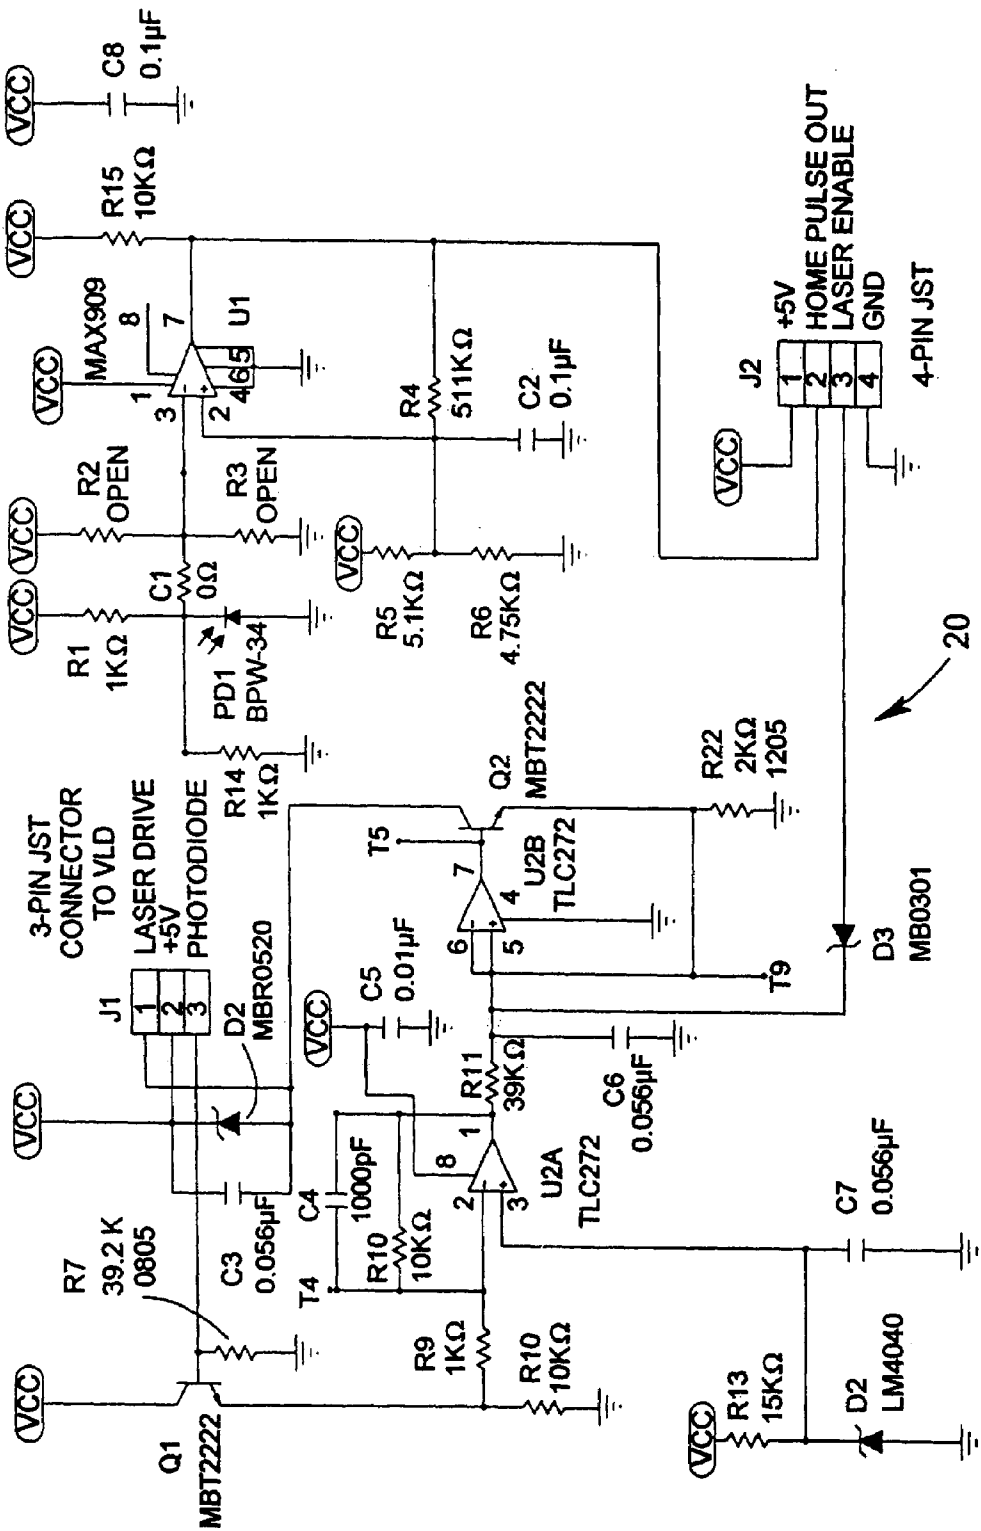 VCC
Q1
MBT2222
R7
39.2 K
0805
VCC
C3
0.056µF
3-PIN JST
CONNECTOR
TO VLD
J1
1
2
3
LASER DRIVE
+5V
PHOTODIODE
D2
MBR0520
R14
1KΩ
VCC
R1
1KΩ
PD1
BPW-34
C1
0Ω
VCC
R2
OPEN
R3
OPEN
VCC
MAX909
1
8
3
2
7
4
6
5
U1
VCC
R15
10KΩ
VCC
C8
0.1µF
VCC
R5
5.1KΩ
R6
4.75KΩ
R4
511KΩ
C2
0.1µF
T4
C4
1000pF
R10
10KΩ
R9
1KΩ
R10
10KΩ
VCC
C5
0.01µF
8
2
3
1
U2A
TLC272
R11
39KΩ
C6
0.056µF
T5
6
5
7
4
U2B
TLC272
Q2
MBT2222
T9
R22
2KΩ
1205
VCC
R13
15KΩ
D2
LM4040
C7
0.056µF
D3
MB0301
VCC
J2
1
2
3
4
+5V
HOME PULSE OUT
LASER ENABLE
GND
4-PIN JST
20